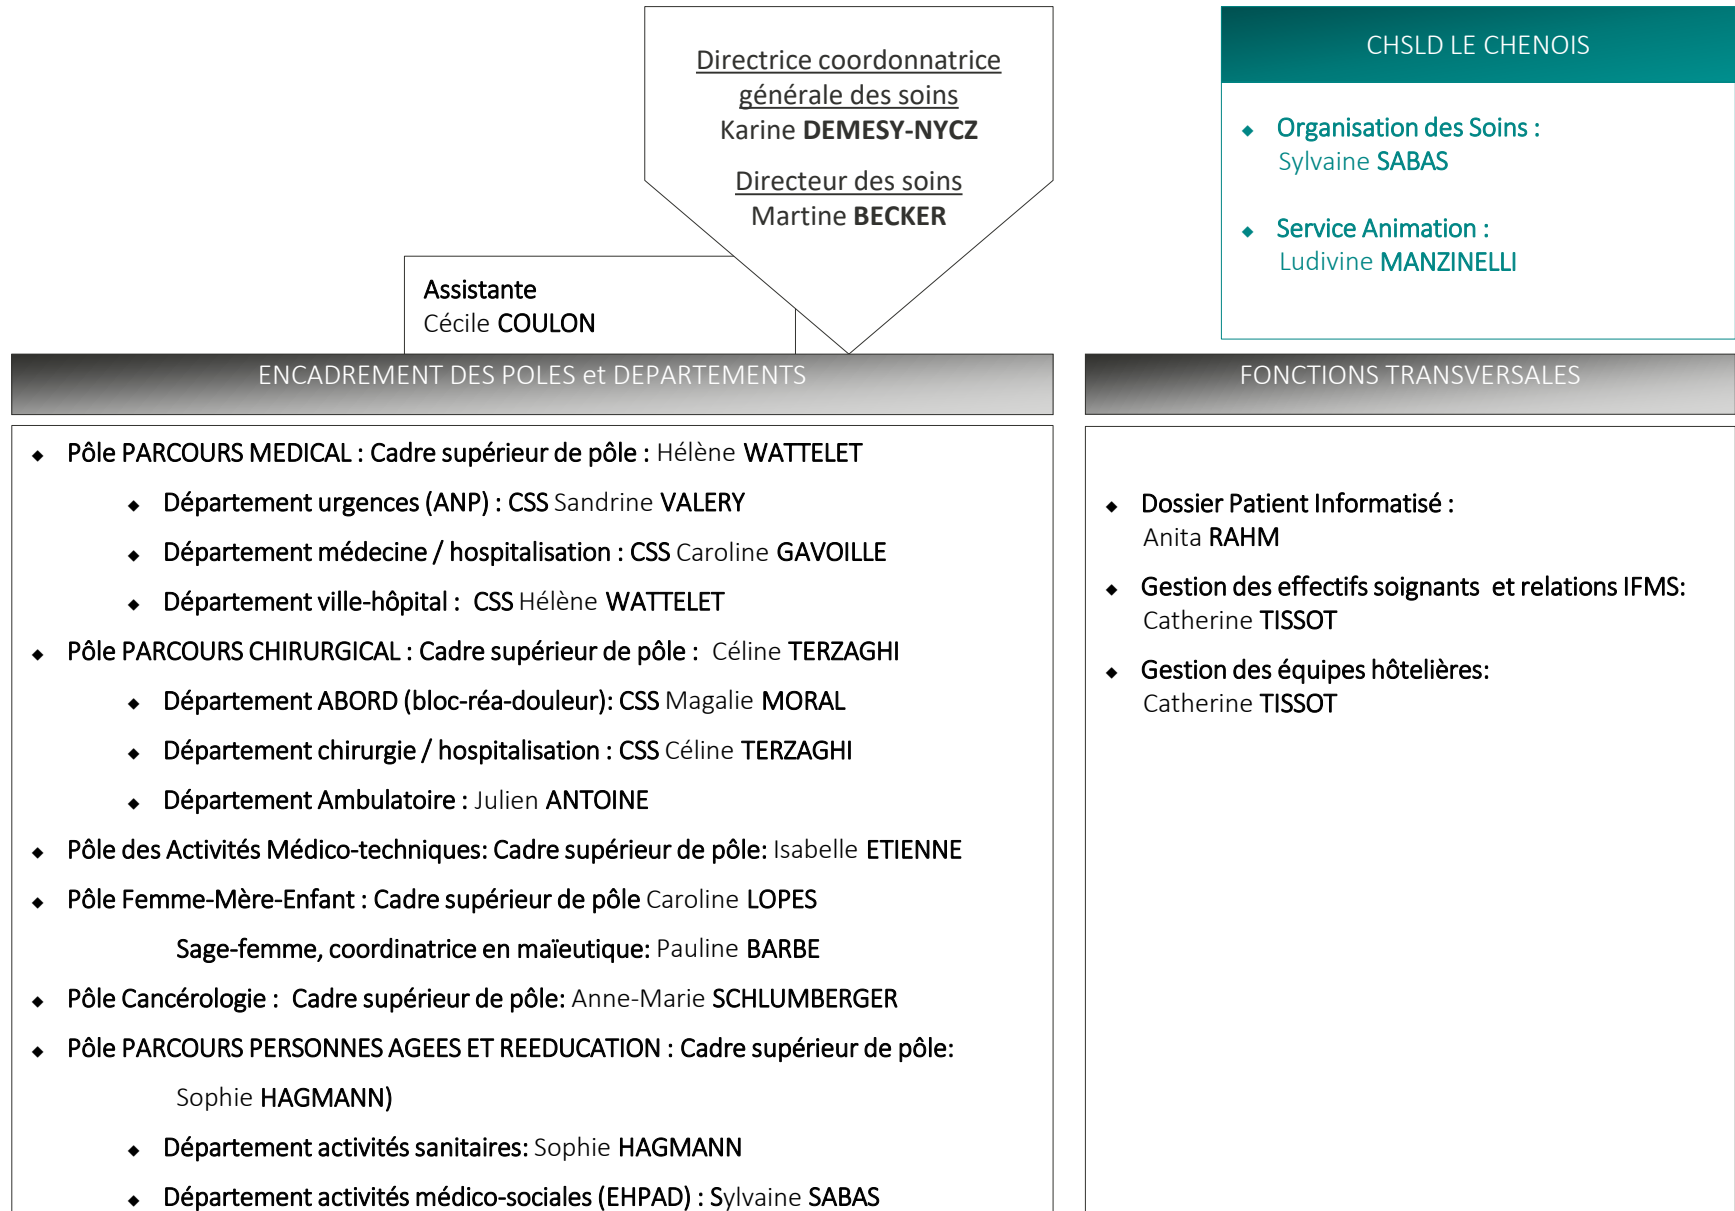 Directrice coordonnatrice
générale des soins
Karine DEMESY-NYCZ
Directeur des soins
Martine BECKER
CHSLD LE CHENOIS
Organisation des Soins :
Sylvaine SABAS
Service Animation :
Ludivine MANZINELLI
Assistante
Cécile COULON
ENCADREMENT DES POLES et DEPARTEMENTS
Pôle PARCOURS MEDICAL : Cadre supérieur de pôle : Hélène WATTELET
Département urgences (ANP) : CSS Sandrine VALERY
Département médecine / hospitalisation : CSS Caroline GAVOILLE
Département ville-hôpital : CSS Hélène WATTELET
Pôle PARCOURS CHIRURGICAL : Cadre supérieur de pôle : Céline TERZAGHI
Département ABORD (bloc-réa-douleur): CSS Magalie MORAL
Département chirurgie / hospitalisation : CSS Céline TERZAGHI
Département Ambulatoire : Julien ANTOINE
Pôle des Activités Médico-techniques: Cadre supérieur de pôle: Isabelle ETIENNE
Pôle Femme-Mère-Enfant : Cadre supérieur de pôle Caroline LOPES
Sage-femme, coordinatrice en maïeutique: Pauline BARBE
Pôle Cancérologie : Cadre supérieur de pôle: Anne-Marie SCHLUMBERGER
Pôle PARCOURS PERSONNES AGEES ET REEDUCATION : Cadre supérieur de pôle:
Sophie HAGMANN)
Département activités sanitaires: Sophie HAGMANN
Département activités médico-sociales (EHPAD) : Sylvaine SABAS
FONCTIONS TRANSVERSALES
Dossier Patient Informatisé :
Anita RAHM
Gestion des effectifs soignants et relations IFMS:
Catherine TISSOT
Gestion des équipes hôtelières:
Catherine TISSOT